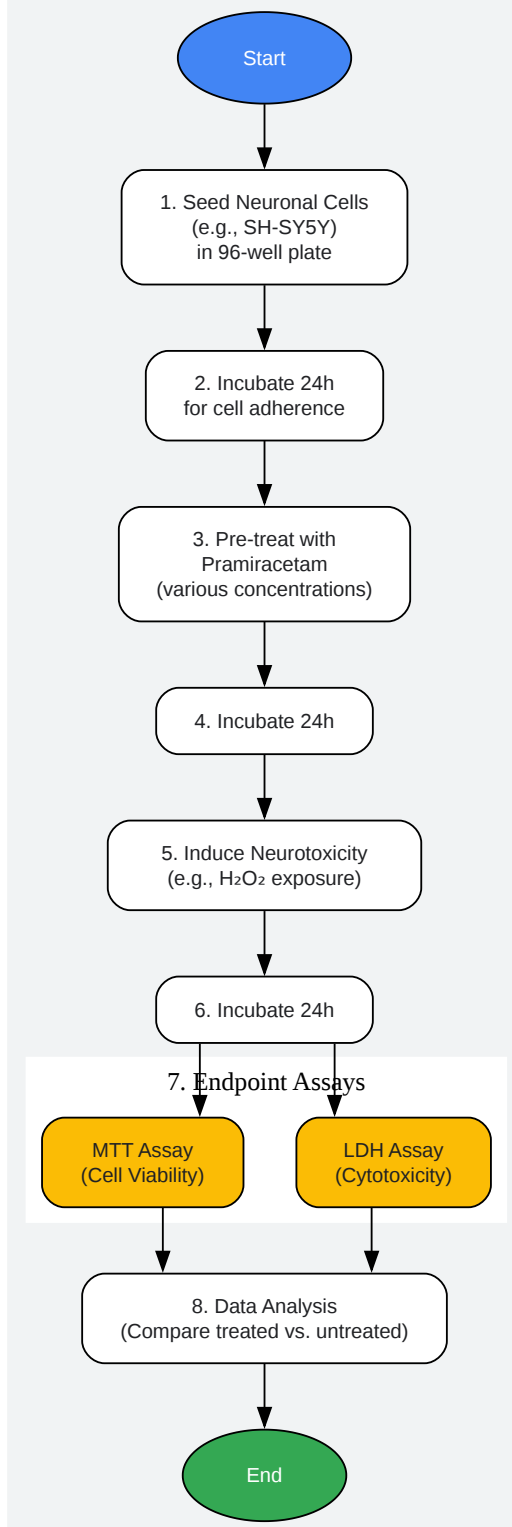 Start
1. Seed Neuronal Cells
(e.g., SH-SY5Y)
in 96-well plate
2. Incubate 24h
for cell adherence
3. Pre-treat with
Pramiracetam
(various concentrations)
4. Incubate 24h
5. Induce Neurotoxicity
(e.g., H₂O₂ exposure)
6. Incubate 24h
7. Endpoint Assays
MTT Assay
(Cell Viability)
LDH Assay
(Cytotoxicity)
8. Data Analysis
(Compare treated vs. untreated)
End